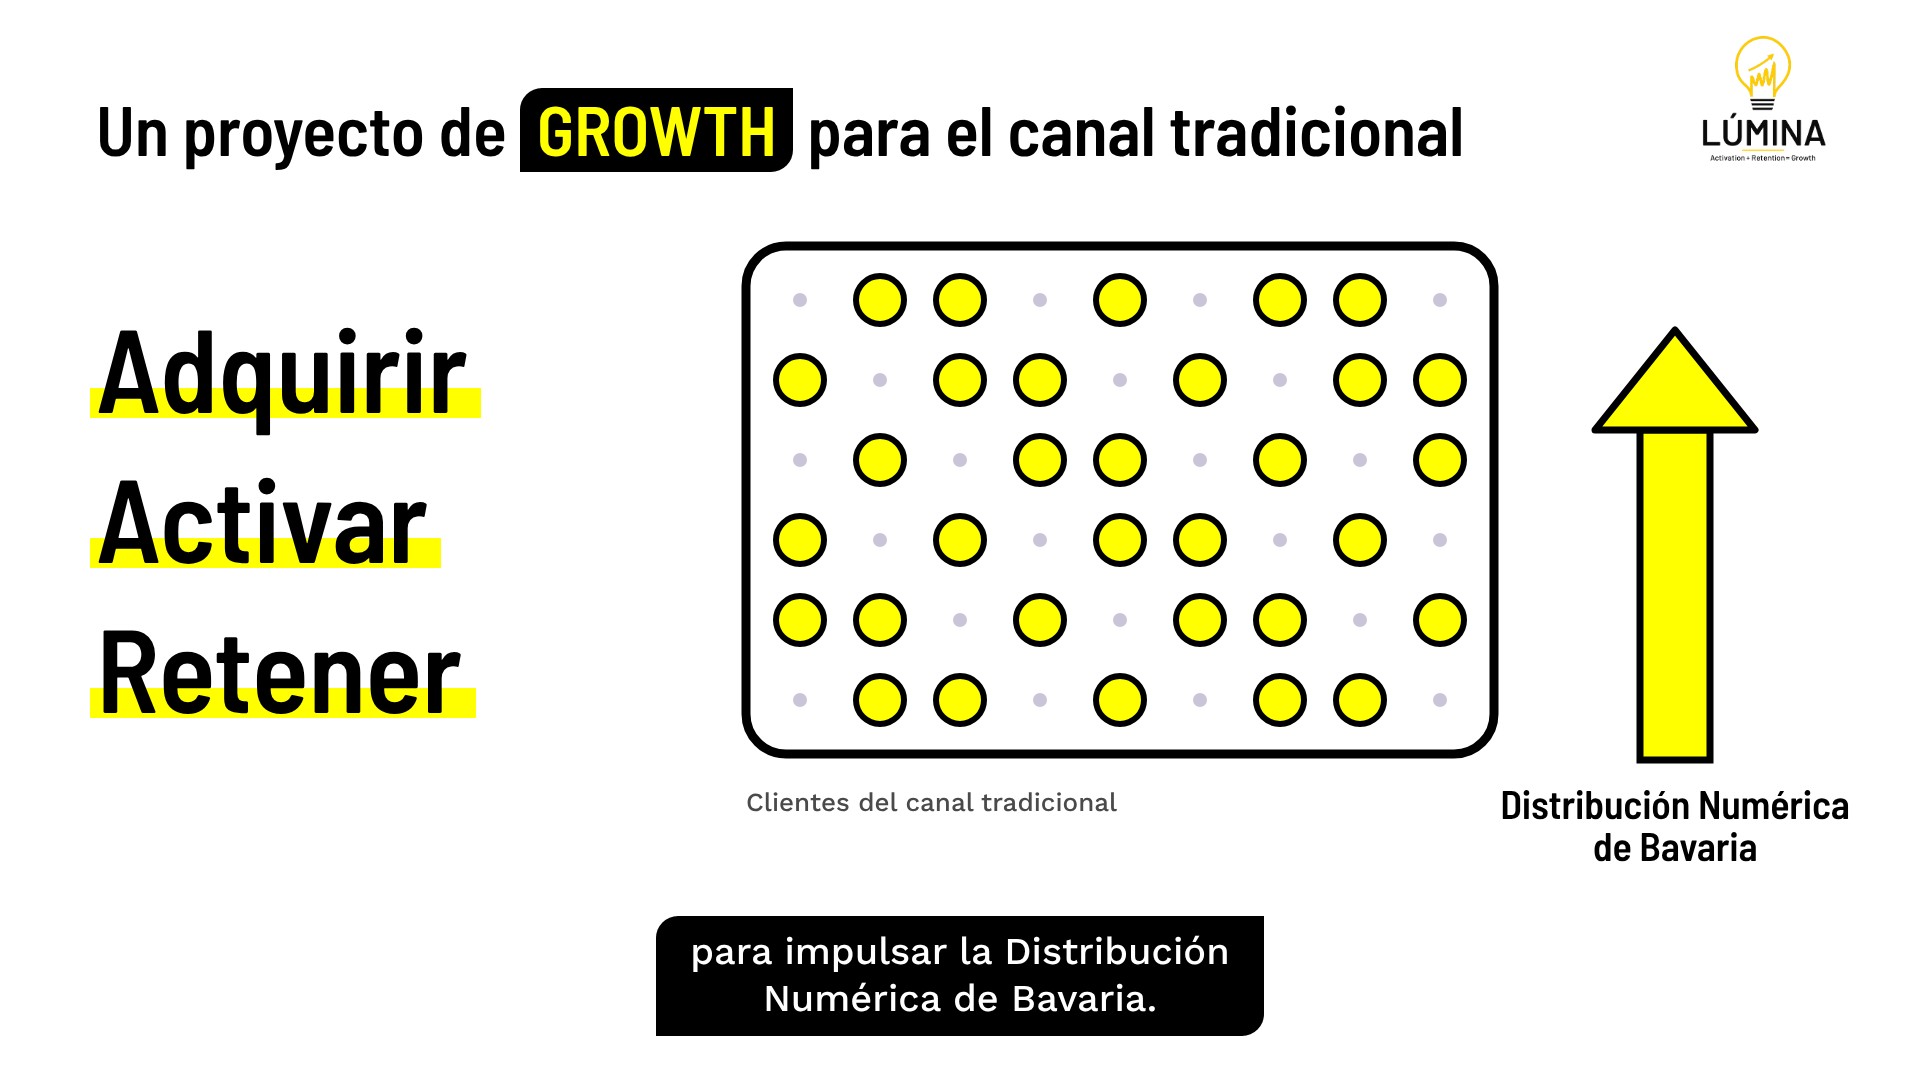 Un proyecto de GROWTH para el canal tradicional
LÚMINA
Activation + Retention = Growth
Adquirir
Activar
Retener
Clientes del canal tradicional
Distribución Numérica
de Bavaria
para impulsar la Distribución
Numérica de Bavaria.